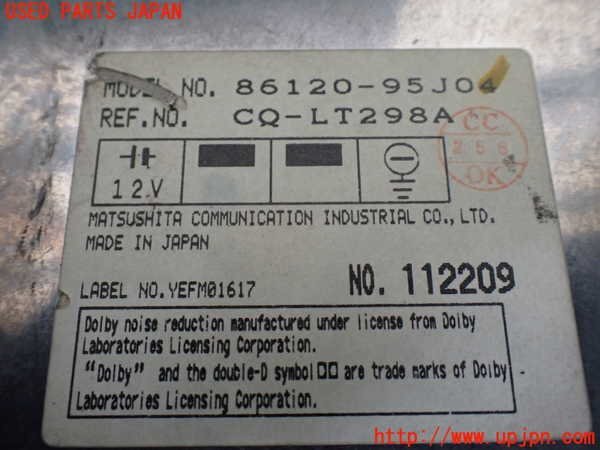 USED PARTS JAPAN
MODEL NO. 86120-95J04
REF.NO. CQ-LT298A
CC
OK
12V
MATSUSHITA COMMUNICATION INDUSTRIAL CO., LTD.
MADE IN JAPAN
LABEL NO.YEFM01617 NO. 112209
Dolby noise reduction manufactured under license from Dolby
Laboratories Licensing Corporation.
"Dolby" and the double-D symbol are trade marks of Dolby
Laboratories Licensing Corporation.
http://www.upjpn.com